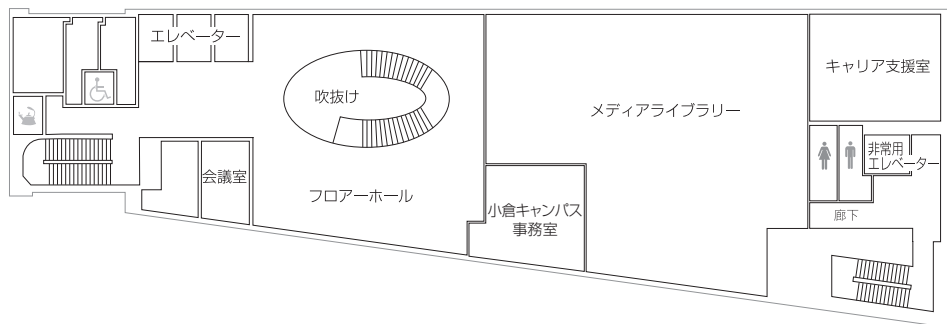 エレベーター
吹抜け
会議室
フロアーホール
小倉キャンパス
事務室
メディアライブラリー
キャリア支援室
非常用
エレベーター
廊下